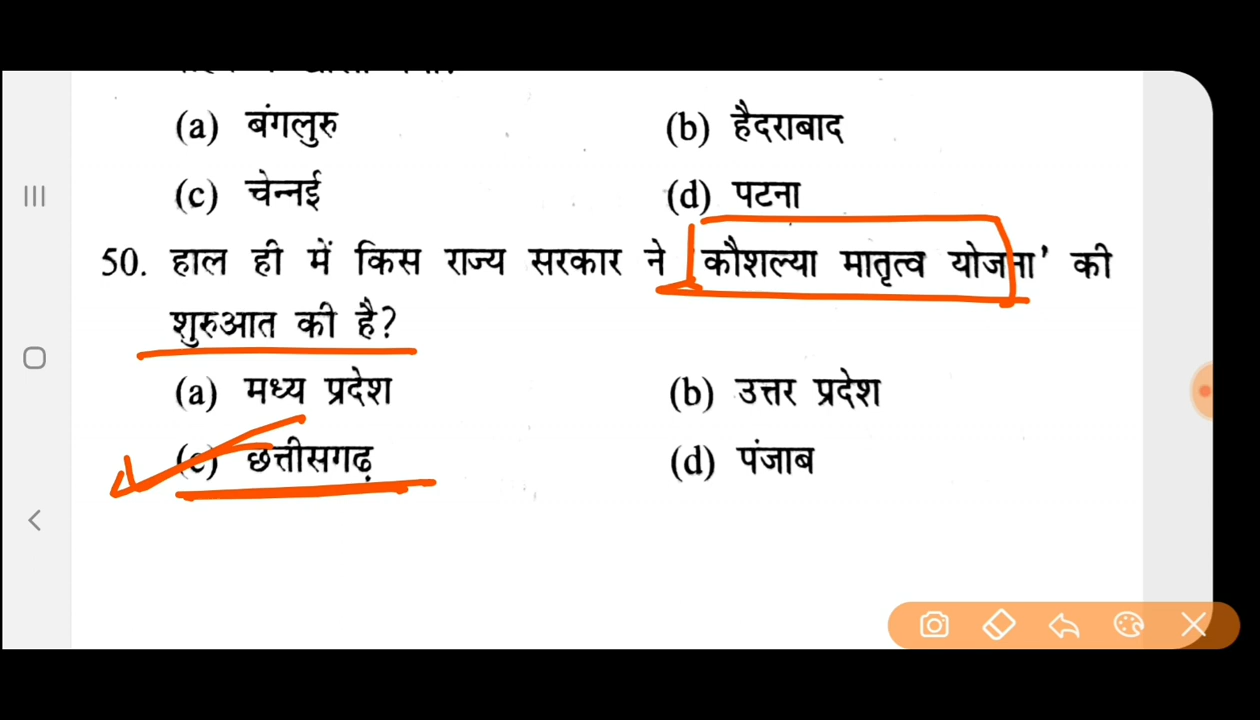 (a) बंगलुरु (b) हैदराबाद
(c) चेन्नई (d) पटना
50. हाल ही में किस राज्य सरकार ने 'कौशल्या मातृत्व योजना' की
शुरुआत की है?
(a) मध्य प्रदेश (b) उत्तर प्रदेश
(c) छत्तीसगढ़ (d) पंजाब